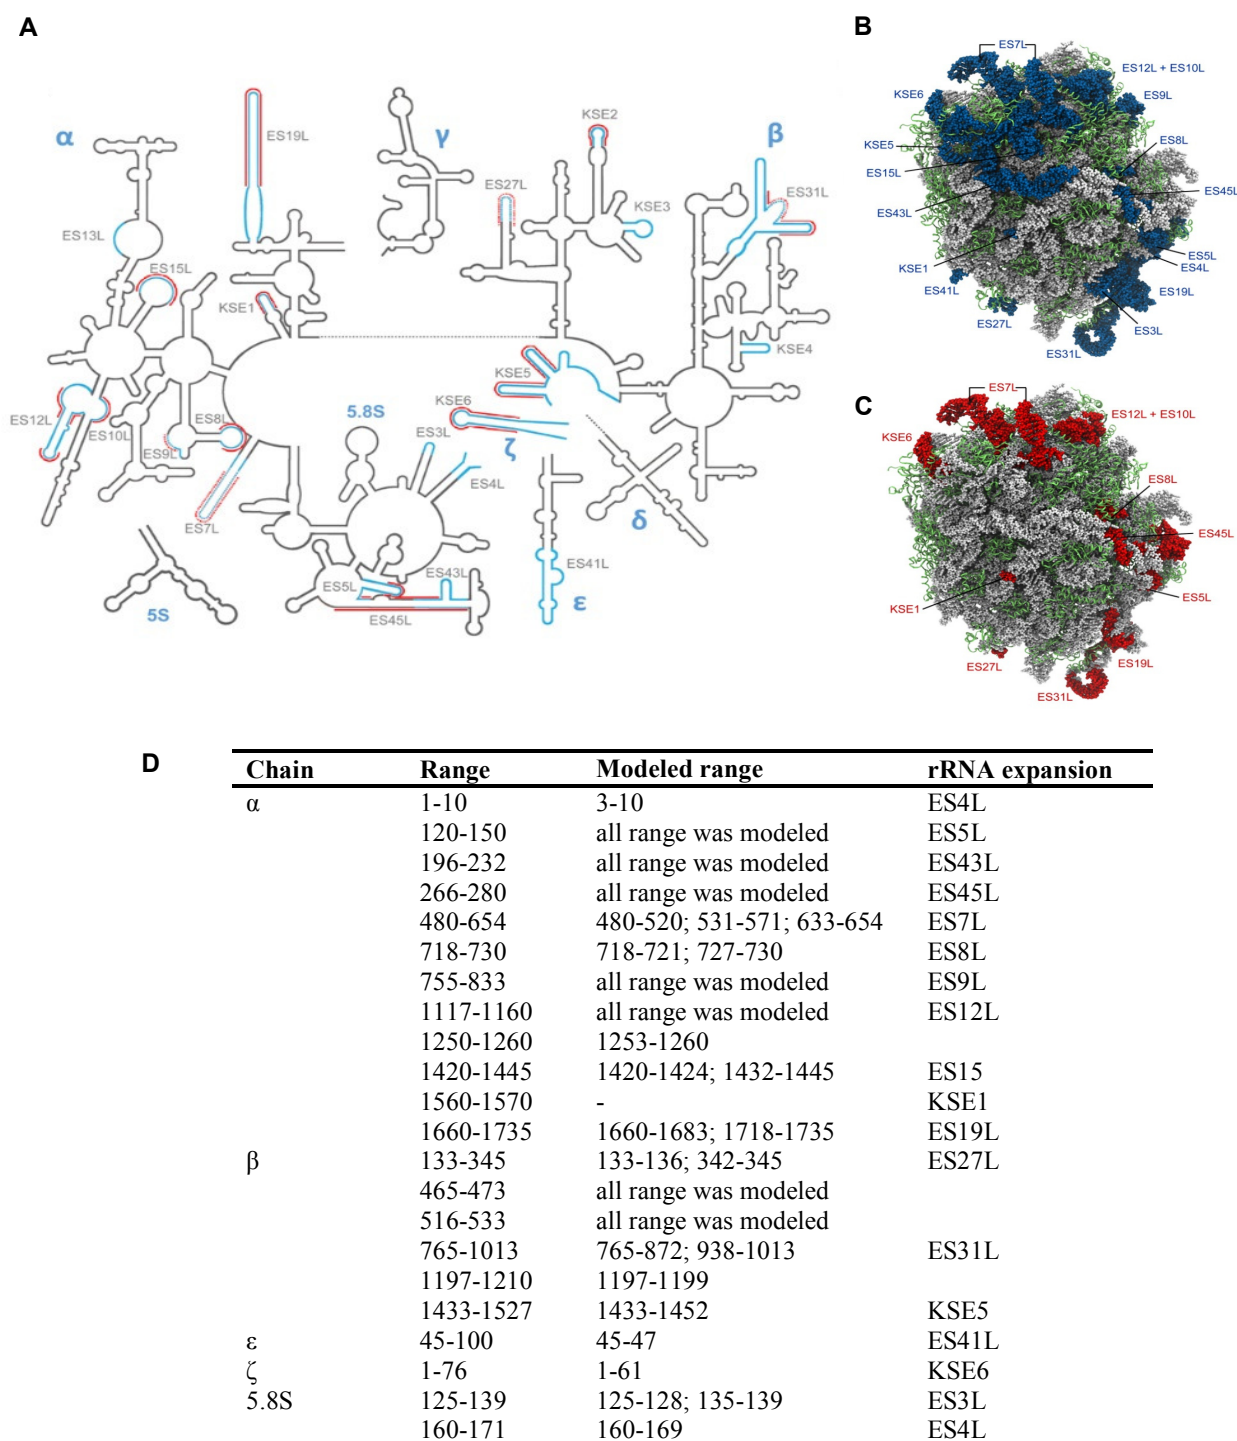 A
α
ES19L
γ
KSE2
β
ES27L
ES31L
KSE3
ES13L
ES15L
KSE1
KSE4
KSE5
5.8S
KSE6
ES12L
ES10L
ES8L
ES3L
ζ
ES9L
ES4L
ES7L
δ
5S
ES5L
ES43L
ES41L
ε
ES45L
B
ES7L
ES12L + ES10L
KSE6
ES9L
KSE5
ES8L
ES15L
ES45L
ES43L
KSE1
ES5L
ES4L
ES41L
ES19L
ES27L
ES3L
ES31L
C
ES7L
ES12L + ES10L
KSE6
ES8L
ES45L
KSE1
ES5L
ES27L
ES19L
ES31L
D
Chain Range Modeled range rRNA expansion
α 1-10 3-10 ES4L
120-150 all range was modeled ES5L
196-232 all range was modeled ES43L
266-280 all range was modeled ES45L
480-654 480-520; 531-571; 633-654 ES7L
718-730 718-721; 727-730 ES8L
755-833 all range was modeled ES9L
1117-1160 all range was modeled ES12L
1250-1260 1253-1260
1420-1445 1420-1424; 1432-1445 ES15
1560-1570 - KSE1
1660-1735 1660-1683; 1718-1735 ES19L
β 133-345 133-136; 342-345 ES27L
465-473 all range was modeled
516-533 all range was modeled
765-1013 765-872; 938-1013 ES31L
1197-1210 1197-1199
1433-1527 1433-1452 KSE5
ε 45-100 45-47 ES41L
ζ 1-76 1-61 KSE6
5.8S 125-139 125-128; 135-139 ES3L
160-171 160-169 ES4L